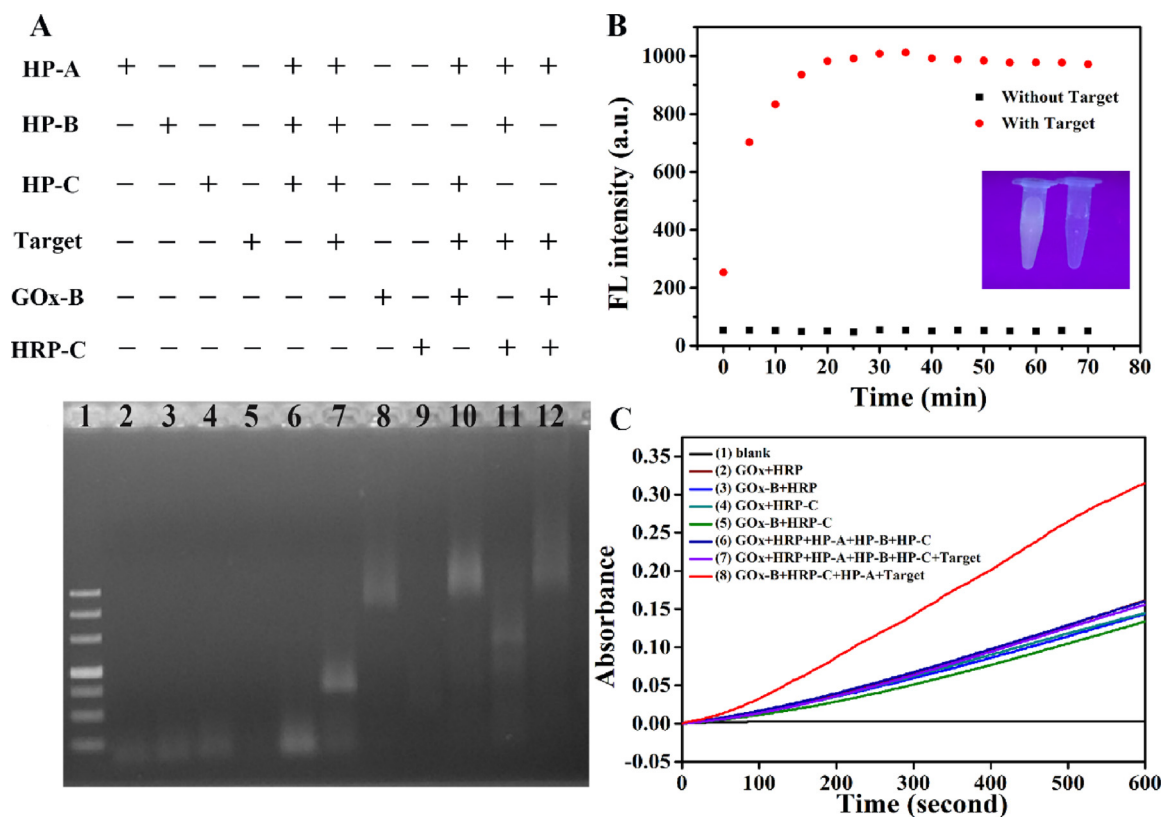 A
HP-A + − − − + + − − + + +
HP-B − + − − + + − − − + −
HP-C − − + − + + − − + − −
Target − − − + − + − − + + +
GOx-B − − − − − − + − + − +
HRP-C − − − − − − − + − + +
1 2 3 4 5 6 7 8 9 10 11 12
B
FL intensity (a.u.)
1000
800
600
400
200
0
Without Target
With Target
0 10 20 30 40 50 60 70 80
Time (min)
C
Absorbance
0.35
0.30
0.25
0.20
0.15
0.10
0.05
0.00
-0.05
(1) blank
(2) GOx+HRP
(3) GOx-B+HRP
(4) GOx+HRP-C
(5) GOx-B+HRP-C
(6) GOx+HRP+HP-A+HP-B+HP-C
(7) GOx+HRP+HP-A+HP-B+HP-C+Target
(8) GOx-B+HRP-C+HP-A+Target
0 100 200 300 400 500 600
Time (second)